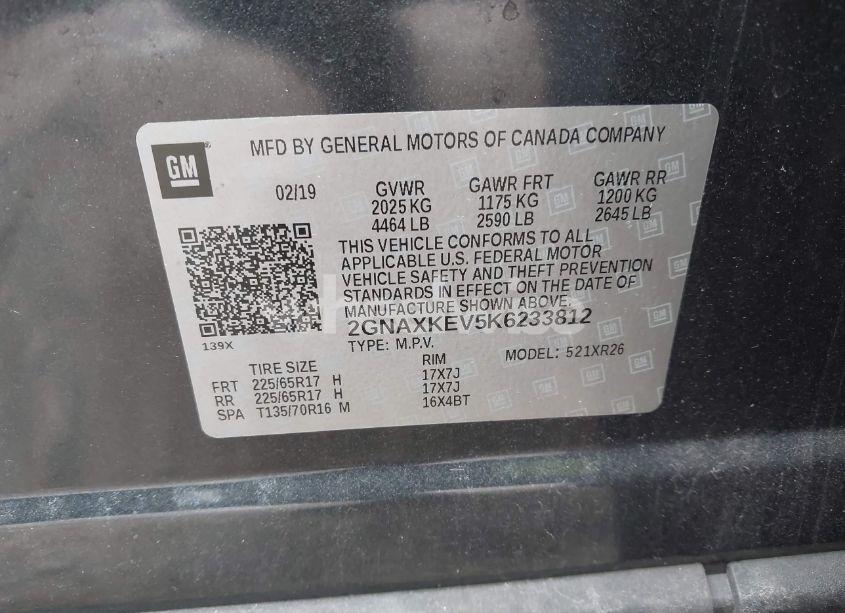 GM
MFD BY GENERAL MOTORS OF CANADA COMPANY
02/19 GVWR GAWR FRT GAWR RR
2025 KG 1175 KG 1200 KG
4464 LB 2590 LB 2645 LB
THIS VEHICLE CONFORMS TO ALL
APPLICABLE U.S. FEDERAL MOTOR
VEHICLE SAFETY AND THEFT PREVENTION
STANDARDS IN EFFECT ON THE DATE OF
MANUFACTURE SHOWN ABOVE.
2GNAXKEV5K6233812
139X
TYPE: M.P.V. MODEL: 521XR26
TIRE SIZE RIM
FRT 225/65R17 H 17X7J
RR 225/65R17 H 17X7J
SPA T135/70R16 M 16X4BT